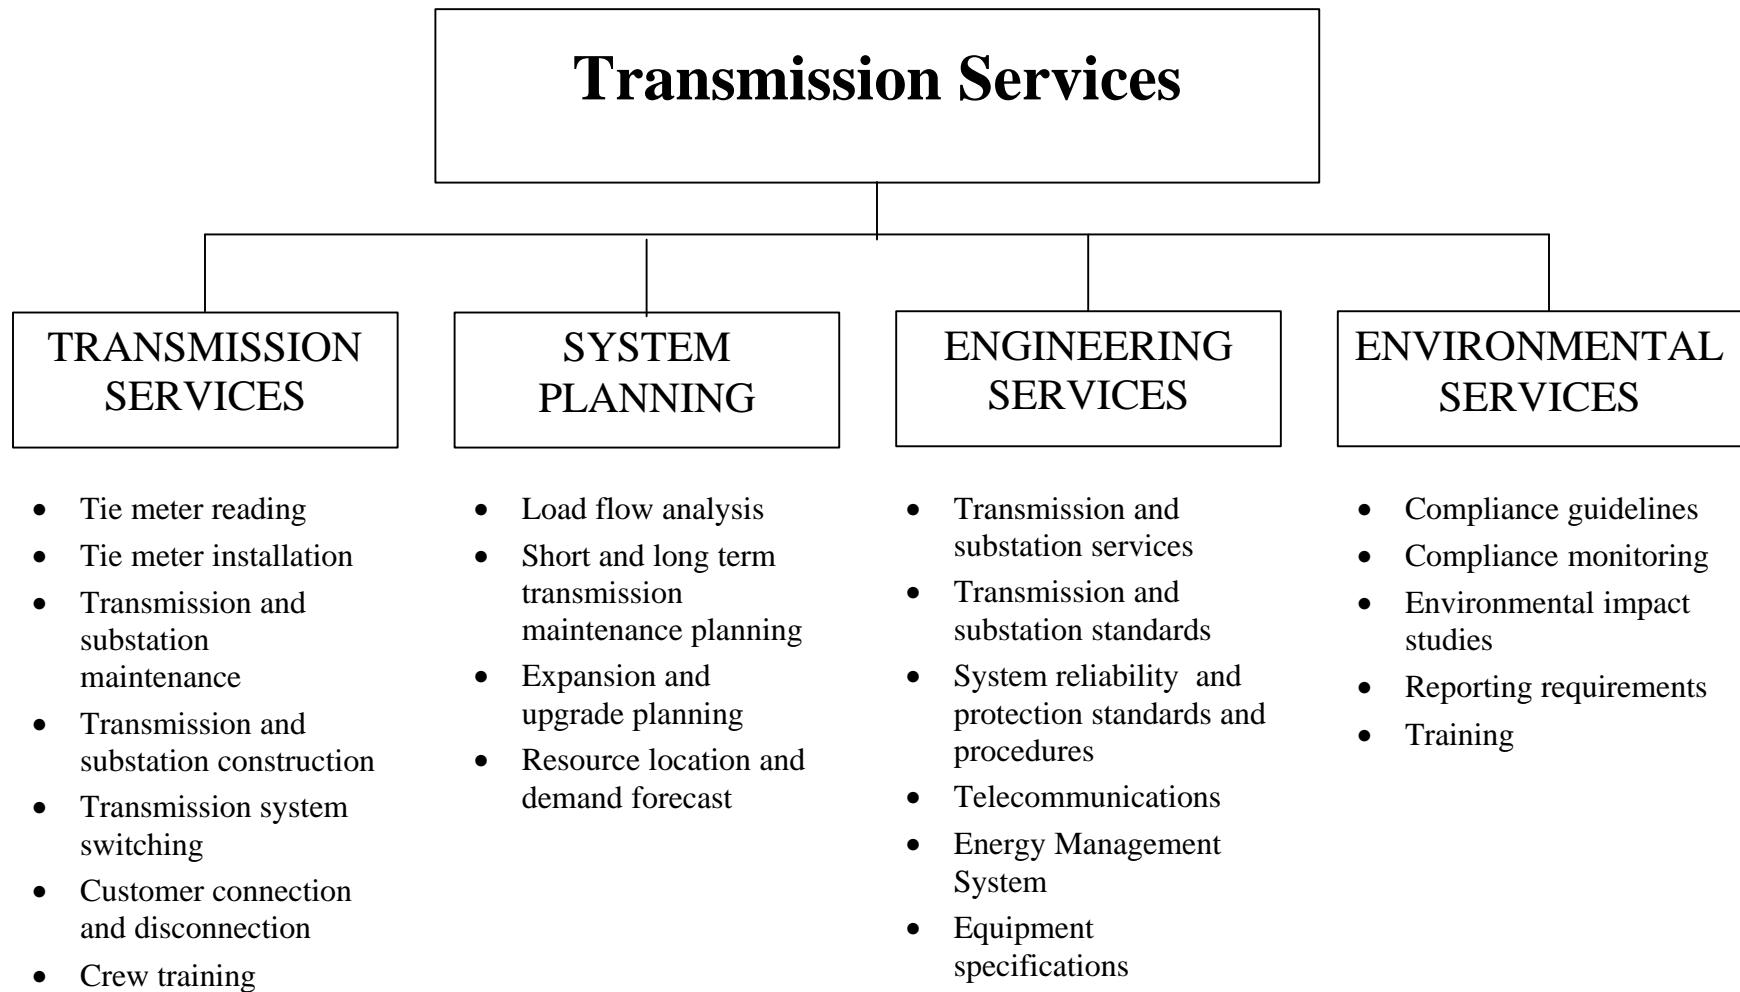 Transmission Services
TRANSMISSION
SERVICES
SYSTEM
PLANNING
ENGINEERING
SERVICES
ENVIRONMENTAL
SERVICES
• Tie meter reading
• Tie meter installation
• Transmission and
substation
maintenance
• Transmission and
substation construction
• Transmission system
switching
• Customer connection
and disconnection
• Crew training
• Load flow analysis
• Short and long term
transmission
maintenance planning
• Expansion and
upgrade planning
• Resource location and
demand forecast
• Transmission and
substation services
• Transmission and
substation standards
• System reliability  and
protection standards and
procedures
• Telecommunications
• Energy Management
System
• Equipment
specifications
• Compliance guidelines
• Compliance monitoring
• Environmental impact
studies
• Reporting requirements
• Training